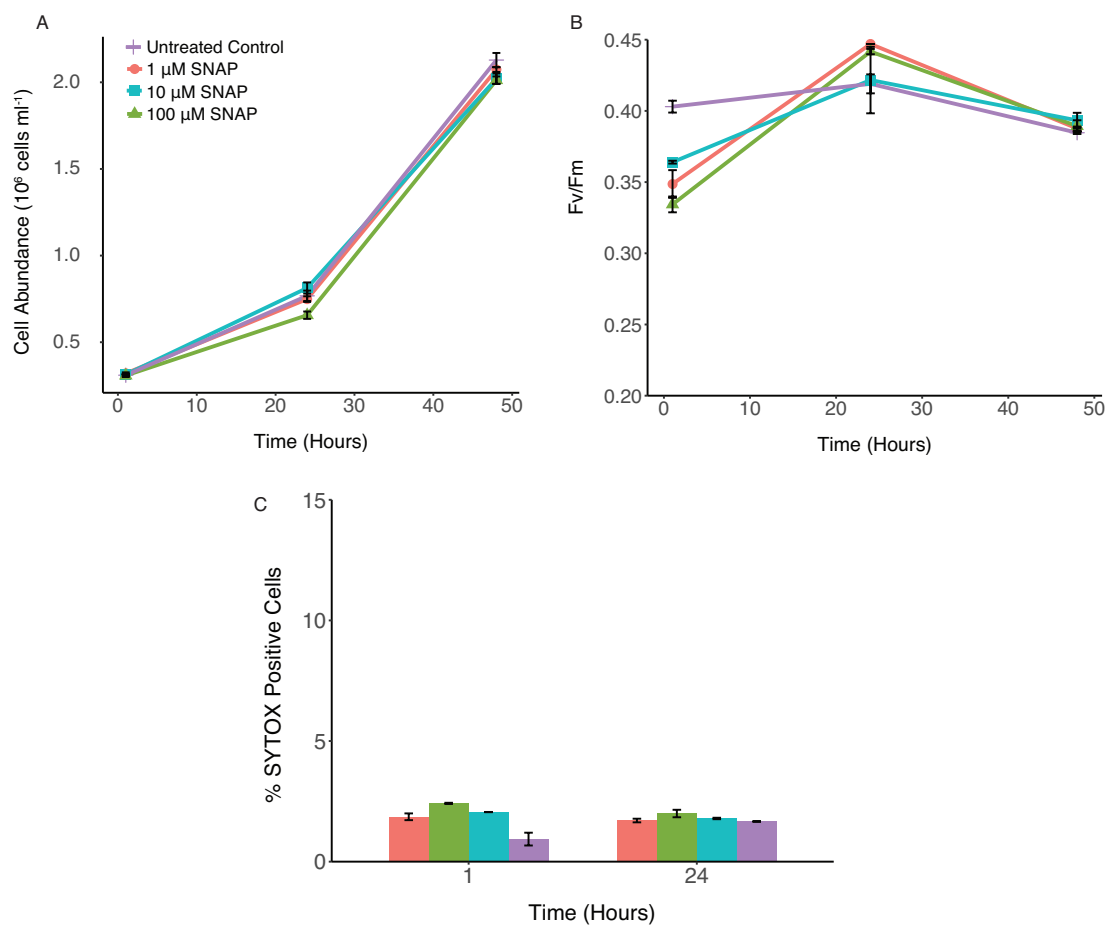 A
Untreated Control
1 µM SNAP
10 µM SNAP
100 µM SNAP
Cell Abundance (10⁶ cells ml⁻¹)
2.0
1.5
1.0
0.5
0 10 20 30 40 50
Time (Hours)
B
Fv/Fm
0.45
0.40
0.35
0.30
0.25
0.20
0 10 20 30 40 50
Time (Hours)
C
% SYTOX Positive Cells
15
10
5
0
1 24
Time (Hours)